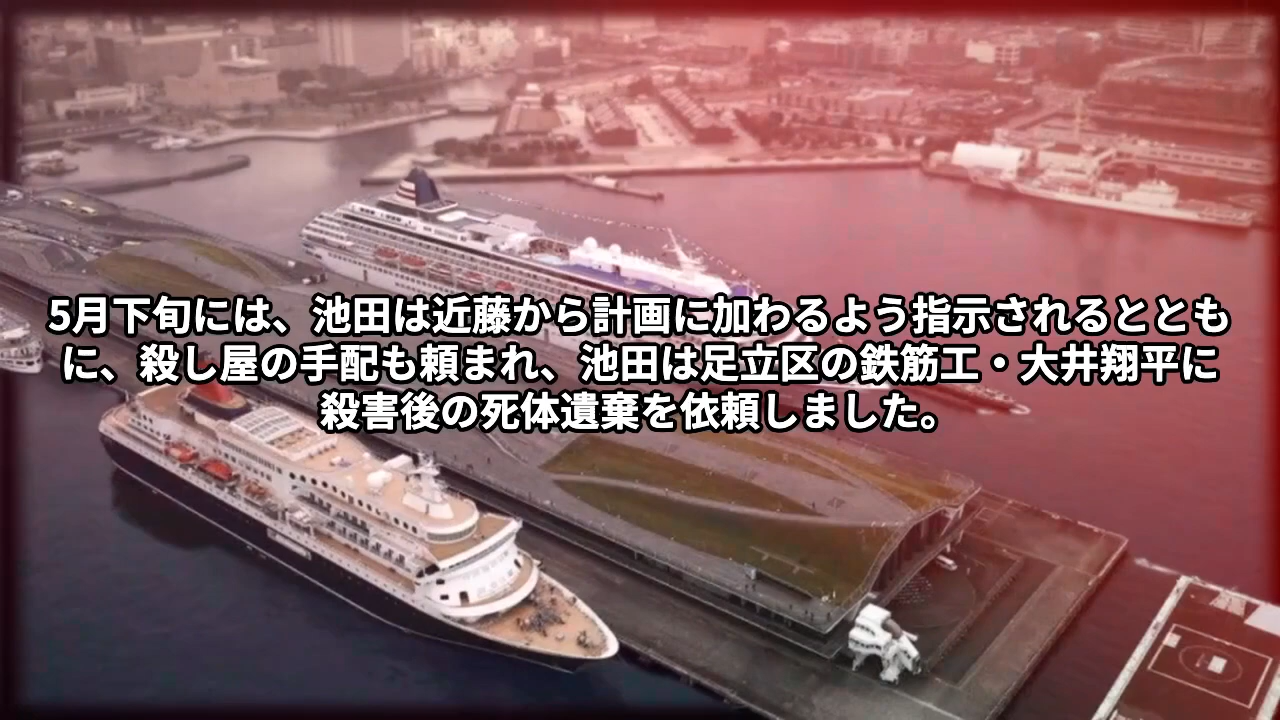 5月下旬には、池田は近藤から計画に加わるよう指示されるととも
に、殺し屋の手配も頼まれ、池田は足立区の鉄筋工・大井翔平に
殺害後の死体遺棄を依頼しました。